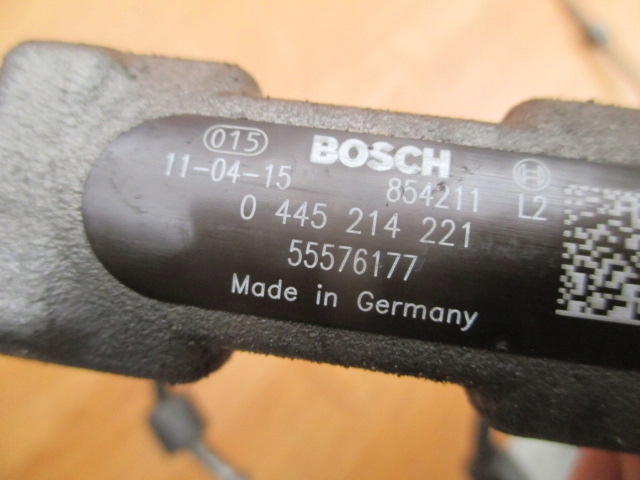 015 BOSCH
11-04-15 854211 L2
0 445 214 221
55576177
Made in Germany